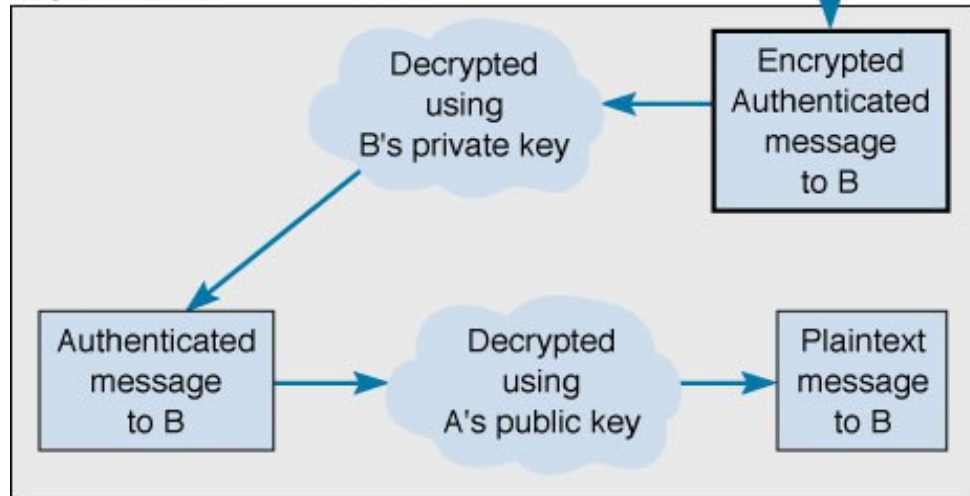 Encrypted
Authenticated
message
to B
Decrypted
using
B's private key
Authenticated
message
to B
Decrypted
using
A's public key
Plaintext
message
to B